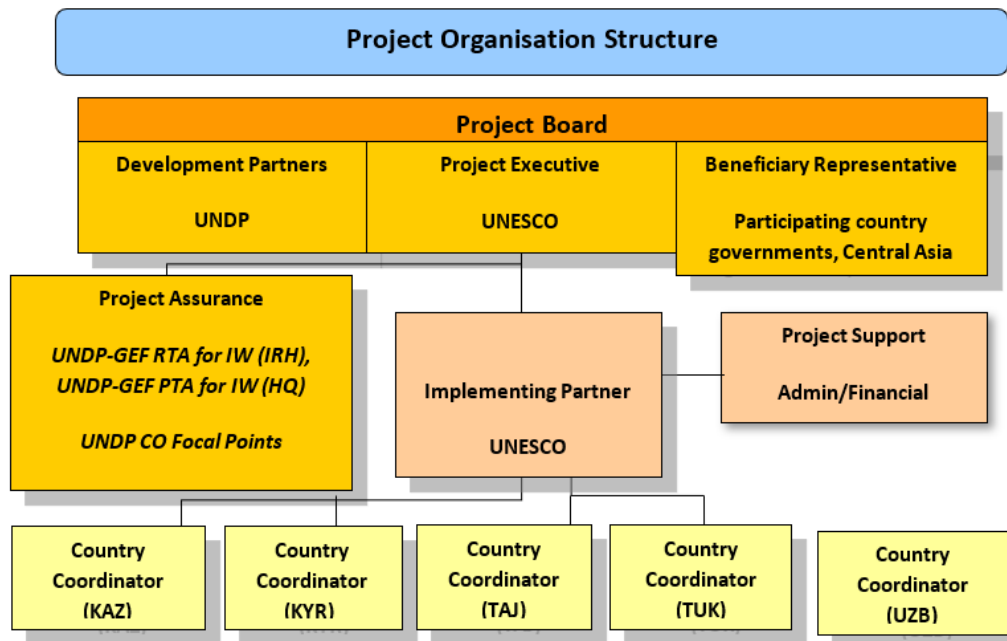 Project Organisation Structure
Project Board
Development Partners
UNDP
Project Executive
UNESCO
Beneficiary Representative
Participating country
governments, Central Asia
Project Assurance
UNDP-GEF RTA for IW (IRH),
UNDP-GEF PTA for IW (HQ)
UNDP CO Focal Points
Implementing Partner
UNESCO
Project Support
Admin/Financial
Country
Coordinator
(KAZ)
Country
Coordinator
(KYR)
Country
Coordinator
(TAJ)
Country
Coordinator
(TUK)
Country
Coordinator
(UZB)